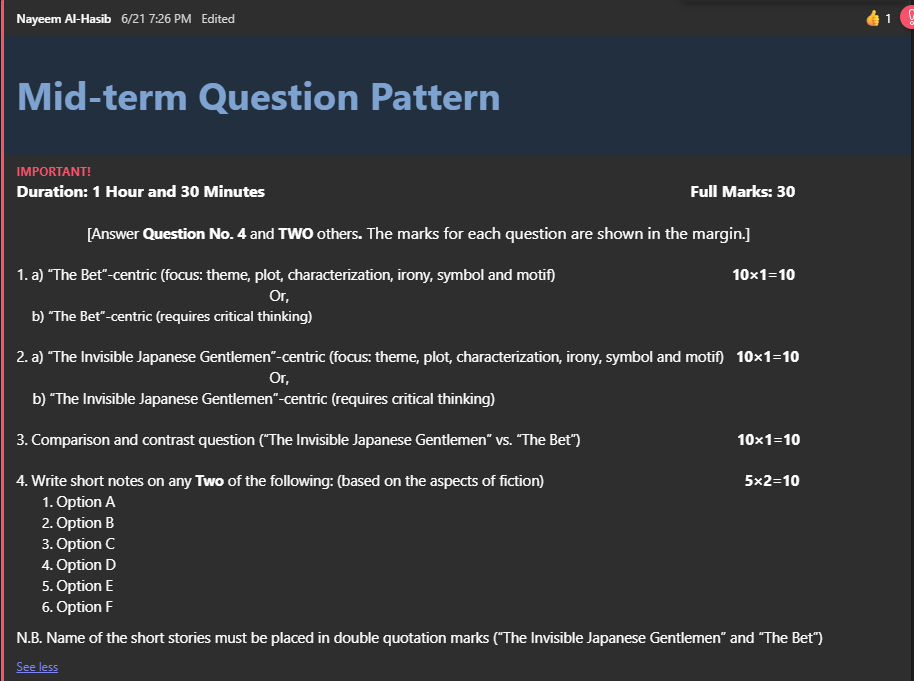 Nayeem Al-Hasib 6/21 7:26 PM Edited
👍 1
Mid-term Question Pattern
IMPORTANT!
Duration: 1 Hour and 30 Minutes Full Marks: 30
[Answer Question No. 4 and TWO others. The marks for each question are shown in the margin.]
1. a) “The Bet”-centric (focus: theme, plot, characterization, irony, symbol and motif) 10×1=10
Or,
b) “The Bet”-centric (requires critical thinking)
2. a) “The Invisible Japanese Gentlemen”-centric (focus: theme, plot, characterization, irony, symbol and motif) 10×1=10
Or,
b) “The Invisible Japanese Gentlemen”-centric (requires critical thinking)
3. Comparison and contrast question (“The Invisible Japanese Gentlemen” vs. “The Bet”) 10×1=10
4. Write short notes on any Two of the following: (based on the aspects of fiction) 5×2=10
1. Option A
2. Option B
3. Option C
4. Option D
5. Option E
6. Option F
N.B. Name of the short stories must be placed in double quotation marks (“The Invisible Japanese Gentlemen” and “The Bet”)
See less